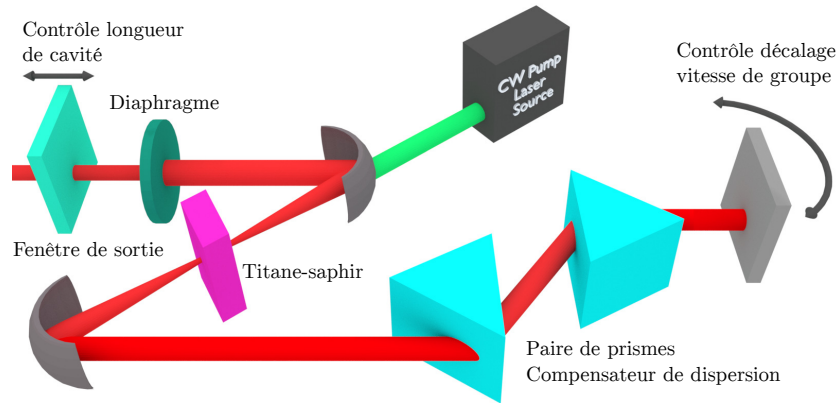 Contrôle longueur
de cavité
Diaphragme
CW Pump
Laser
Source
Contrôle décalage
vitesse de groupe
Fenêtre de sortie
Titane-saphir
Paire de prismes
Compensateur de dispersion